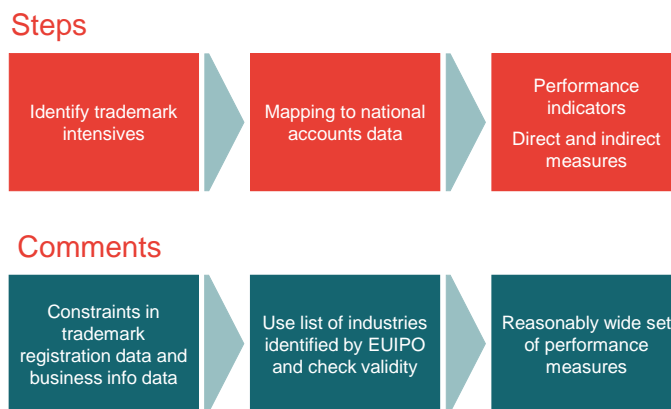 Steps
Identify trademark
intensives
Mapping to national
accounts data
Performance
indicators
Direct and indirect
measures
Comments
Constraints in
trademark
registration data and
business info data
Use list of industries
identified by EUIPO
and check validity
Reasonably wide set
of performance
measures